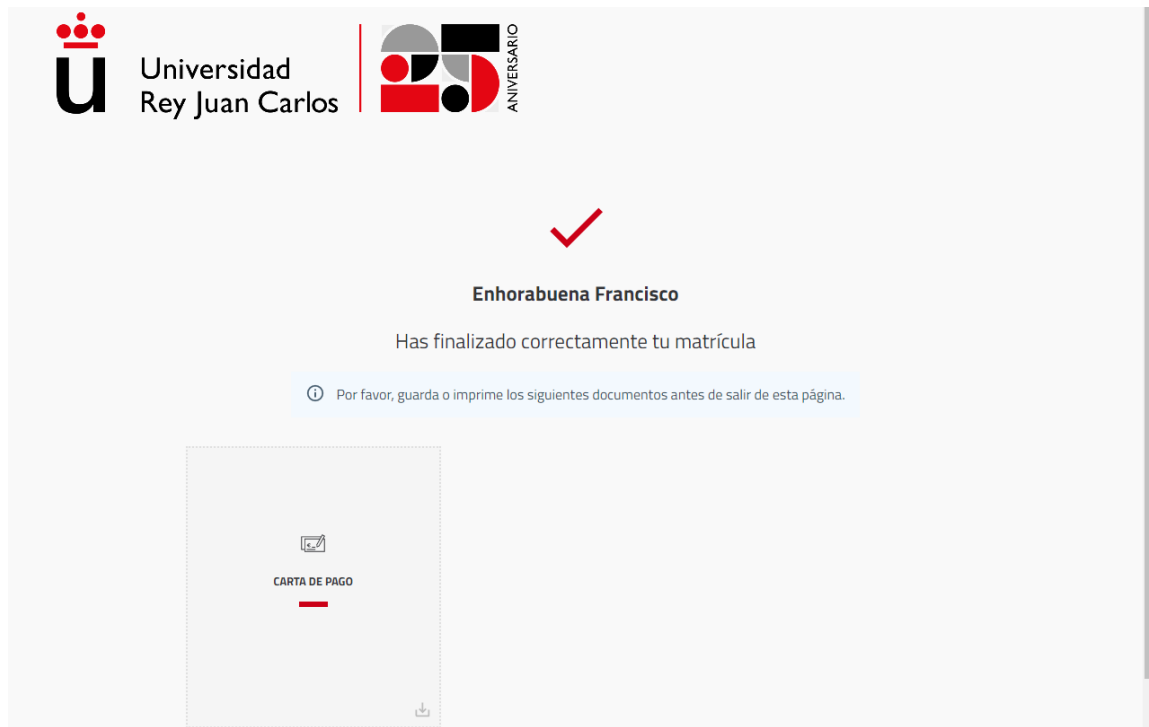 Universidad
Rey Juan Carlos
25
ANIVERSARIO
Enhorabuena Francisco
Has finalizado correctamente tu matrícula
Por favor, guarda o imprime los siguientes documentos antes de salir de esta página.
CARTA DE PAGO